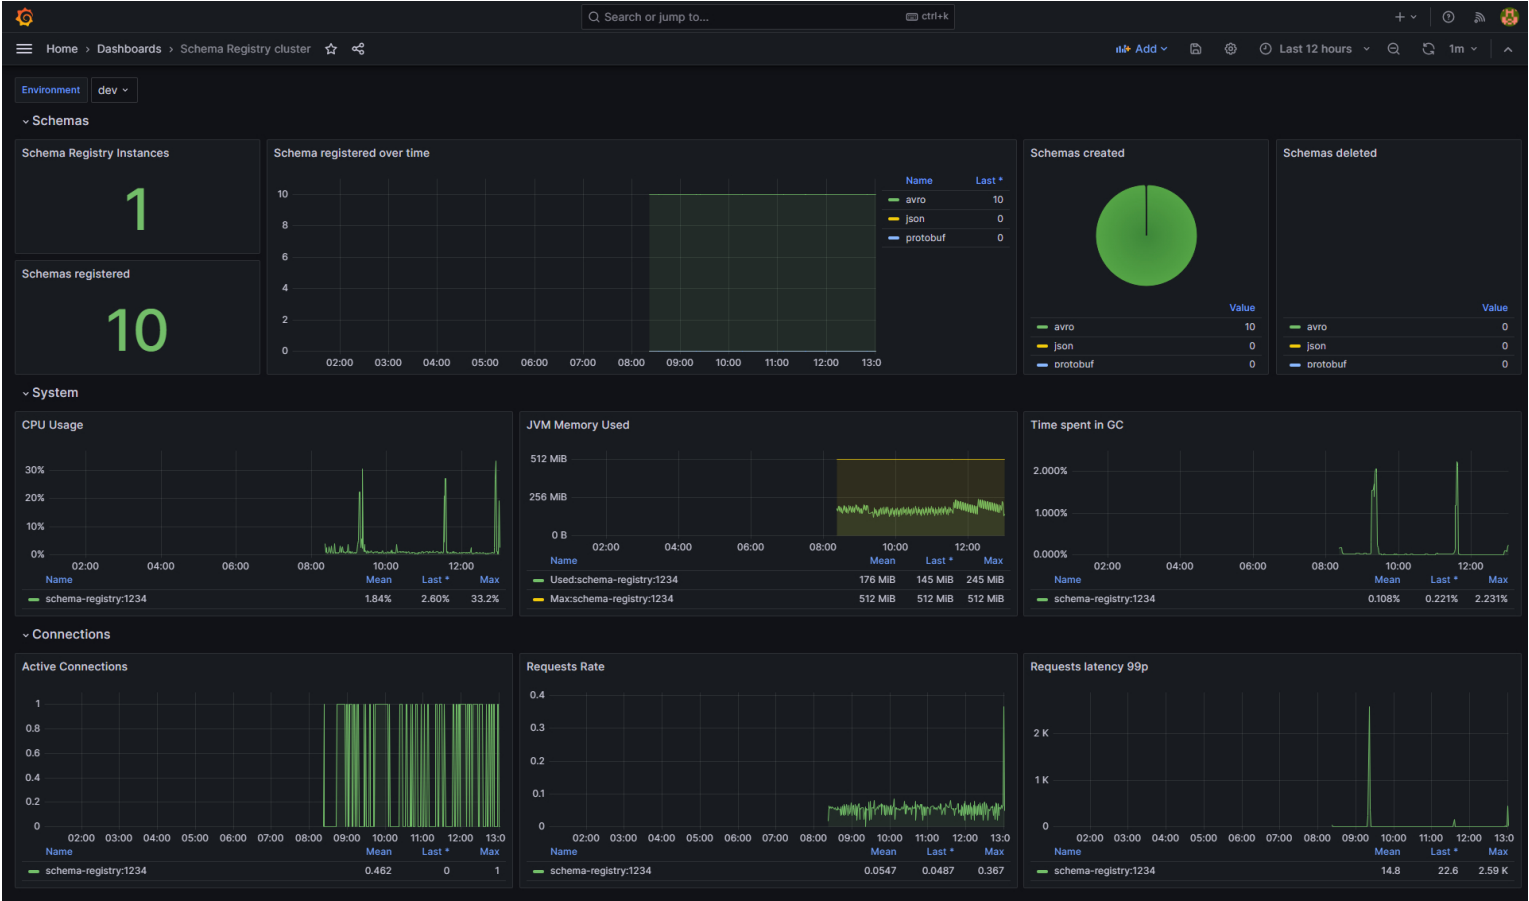 Search or jump to... ctrl+k
Home › Dashboards › Schema Registry cluster
Add
Last 12 hours
1m
Environment dev
Schemas
Schema Registry Instances
1
Schemas registered
10
Schema registered over time
10
8
6
4
2
0
02:00 03:00 04:00 05:00 06:00 07:00 08:00 09:00 10:00 11:00 12:00 13:0
Name Last *
avro 10
json 0
protobuf 0
Schemas created
Value
avro 10
json 0
protobuf 0
Schemas deleted
Value
avro 0
json 0
protobuf 0
System
CPU Usage
30%
20%
10%
0%
02:00 04:00 06:00 08:00 10:00 12:00
Name Mean Last * Max
schema-registry:1234 1.84% 2.60% 33.2%
JVM Memory Used
512 MiB
256 MiB
0 B
02:00 04:00 06:00 08:00 10:00 12:00
Name Mean Last * Max
Used:schema-registry:1234 176 MiB 145 MiB 245 MiB
Max:schema-registry:1234 512 MiB 512 MiB 512 MiB
Time spent in GC
2.000%
1.000%
0.000%
02:00 04:00 06:00 08:00 10:00 12:00
Name Mean Last * Max
schema-registry:1234 0.108% 0.221% 2.231%
Connections
Active Connections
1
0.8
0.6
0.4
0.2
0
02:00 03:00 04:00 05:00 06:00 07:00 08:00 09:00 10:00 11:00 12:00 13:0
Name Mean Last * Max
schema-registry:1234 0.462 0 1
Requests Rate
0.4
0.3
0.2
0.1
0
02:00 03:00 04:00 05:00 06:00 07:00 08:00 09:00 10:00 11:00 12:00 13:0
Name Mean Last * Max
schema-registry:1234 0.0547 0.0487 0.367
Requests latency 99p
2 K
1 K
0
02:00 03:00 04:00 05:00 06:00 07:00 08:00 09:00 10:00 11:00 12:00 13:0
Name Mean Last * Max
schema-registry:1234 14.8 22.6 2.59 K